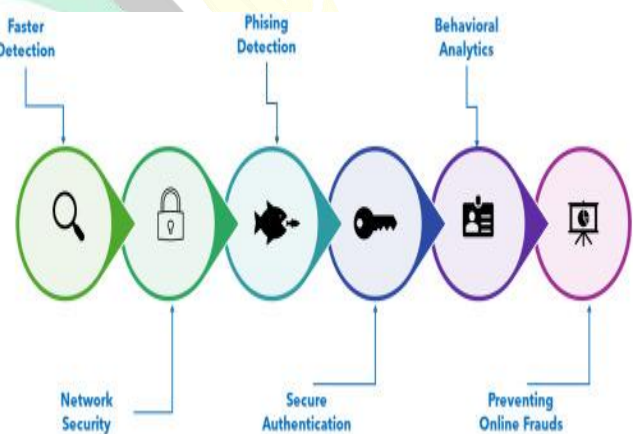 Faster
Detection
Phising
Detection
Behavioral
Analytics
Network
Security
Secure
Authentication
Preventing
Online Frauds